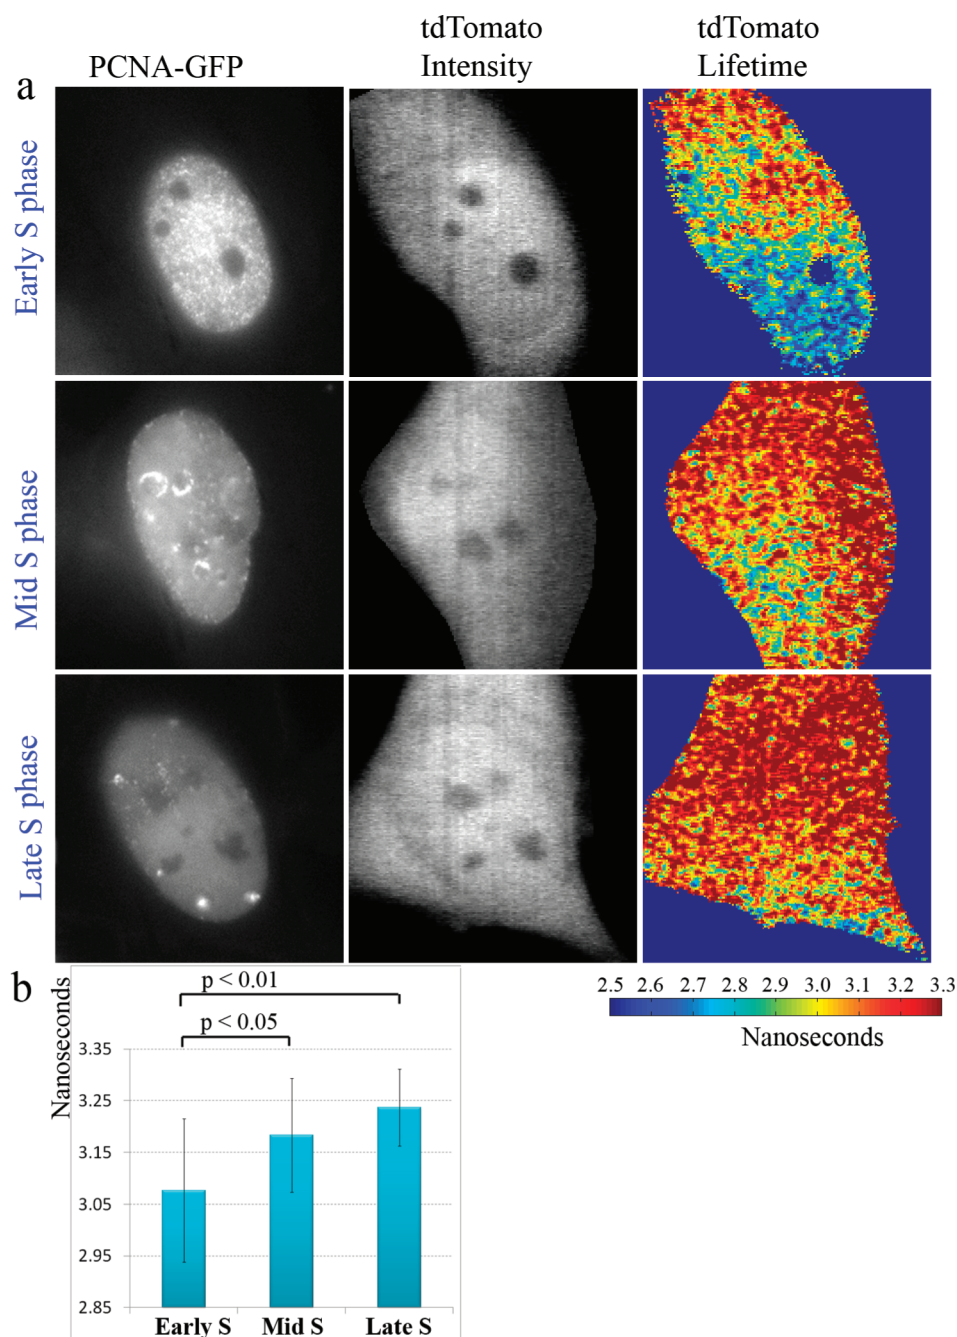 PCNA-GFP
tdTomato
Intensity
tdTomato
Lifetime
a
Early S phase
Mid S phase
Late S phase
2.5 2.6 2.7 2.8 2.9 3.0 3.1 3.2 3.3
Nanoseconds
b
p < 0.01
p < 0.05
Nanoseconds
3.35
3.25
3.15
3.05
2.95
2.85
Early S Mid S Late S